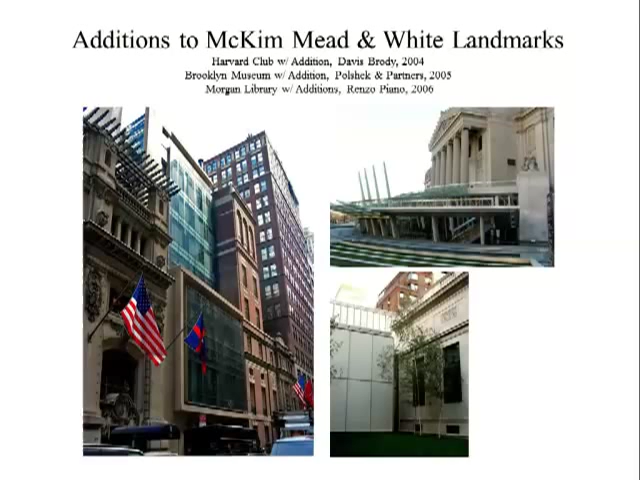 Additions to McKim Mead & White Landmarks
Harvard Club w/ Addition, Davis Brody, 2004
Brooklyn Museum w/ Addition, Polshek & Partners, 2005
Morgan Library w/ Additions, Renzo Piano, 2006